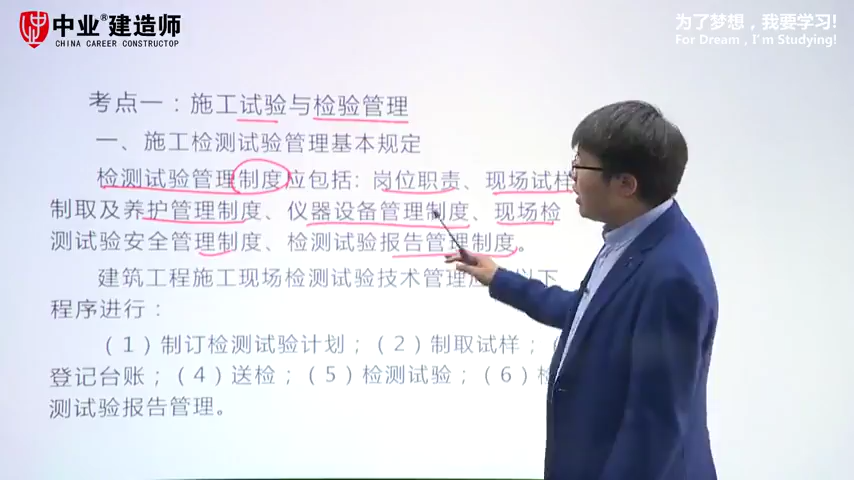 中业®建造师
CHINA CAREER CONSTRUCTOP
为了梦想，我要学习!
For Dream , I'm Studying!
考点一：施工试验与检验管理
一、施工检测试验管理基本规定
检测试验管理制度应包括: 岗位职责、现场试样
制取及养护管理制度、仪器设备管理制度、现场检
测试验安全管理制度、检测试验报告管理制度。
建筑工程施工现场检测试验技术管理应 以下
程序进行：
（1）制订检测试验计划；（2）制取试样；（
登记台账；（4）送检；（5）检测试验；（6）检
测试验报告管理。